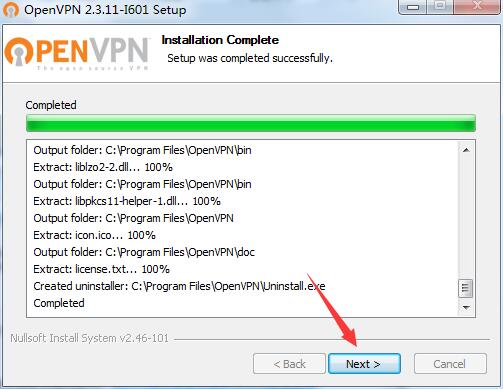 OpenVPN 2.3.11-I601 Setup
OPENVPN
The open source VPN
Installation Complete
Setup was completed successfully.
Completed
Output folder: C:\Program Files\OpenVPN\bin
Extract: liblzo2-2.dll... 100%
Output folder: C:\Program Files\OpenVPN\bin
Extract: libpkcs11-helper-1.dll... 100%
Output folder: C:\Program Files\OpenVPN
Extract: icon.ico... 100%
Output folder: C:\Program Files\OpenVPN\doc
Extract: license.txt... 100%
Created uninstaller: C:\Program Files\OpenVPN\Uninstall.exe
Completed
Nullsoft Install System v2.46-101
< Back
Next >
Cancel